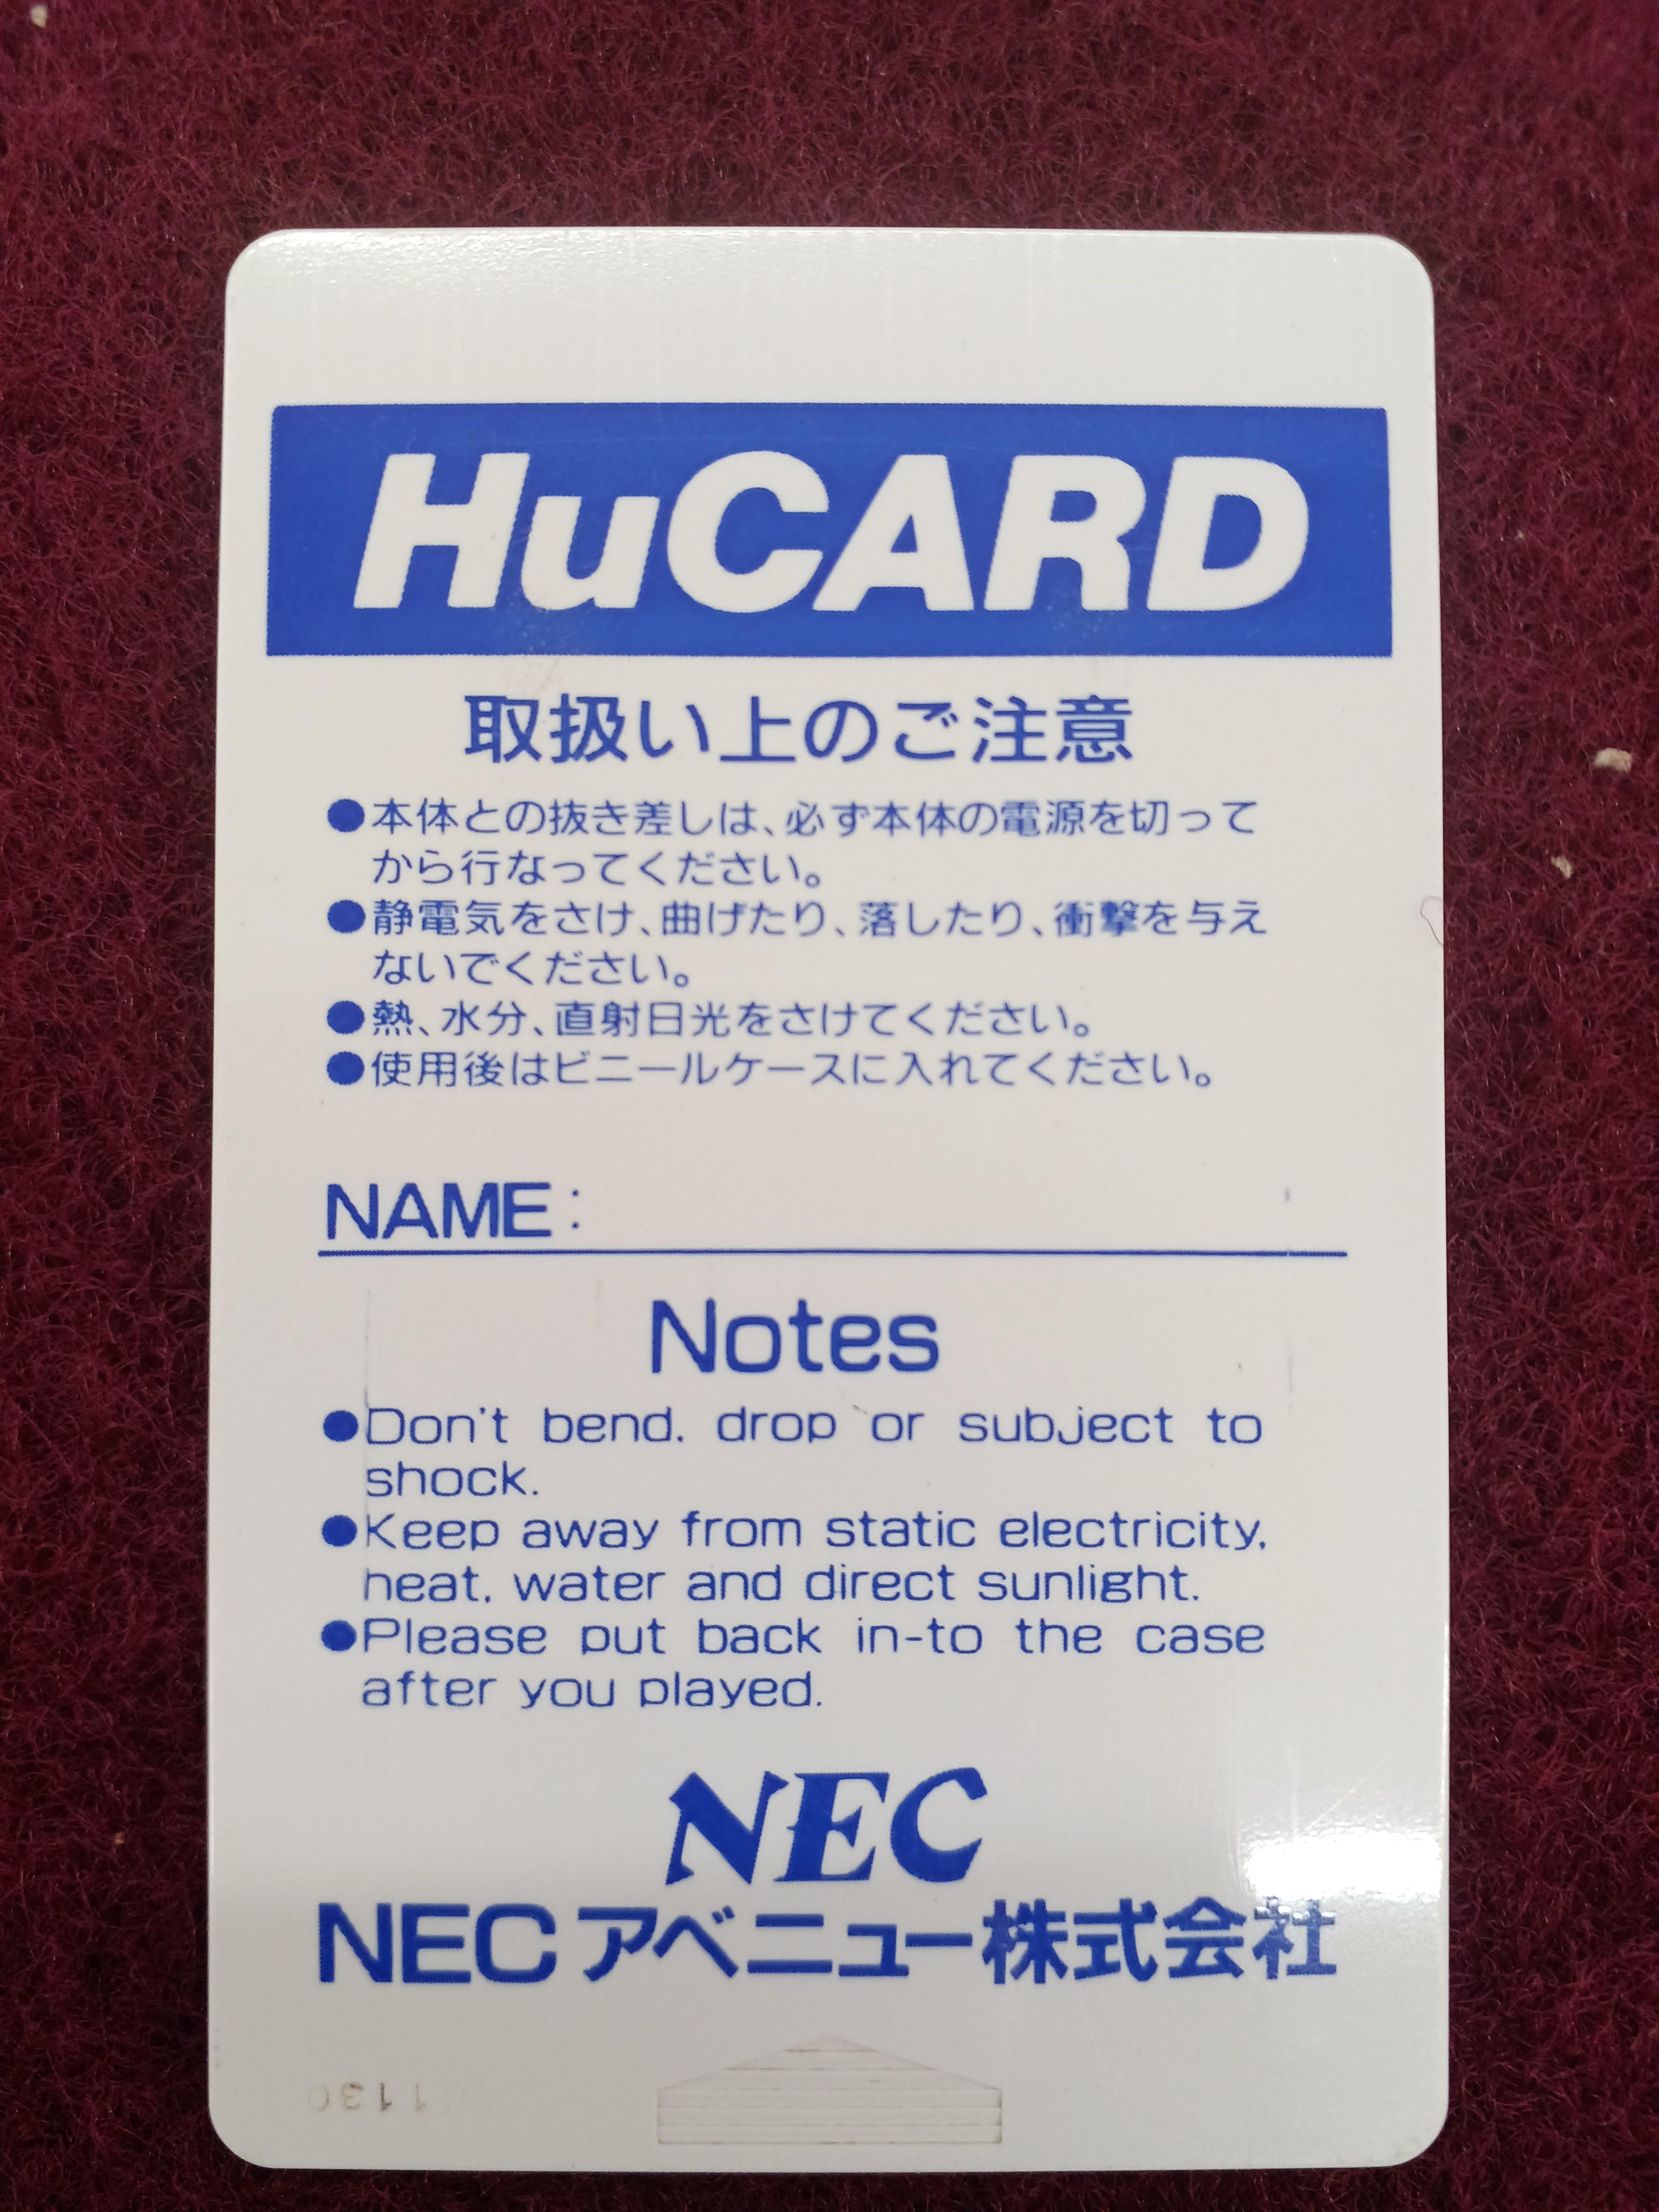 HuCARD
取扱い上のご注意
●本体との抜き差しは、必ず本体の電源を切って
から行なってください。
●静電気をさけ、曲げたり、落したり、衝撃を与え
ないでください。
●熱、水分、直射日光をさけてください。
●使用後はビニールケースに入れてください。
NAME:
Notes
●Don't bend, drop or subject to
shock.
●Keep away from static electricity,
heat, water and direct sunlight.
●Please put back in-to the case
after you played.
NEC
NECアベニュー株式会社